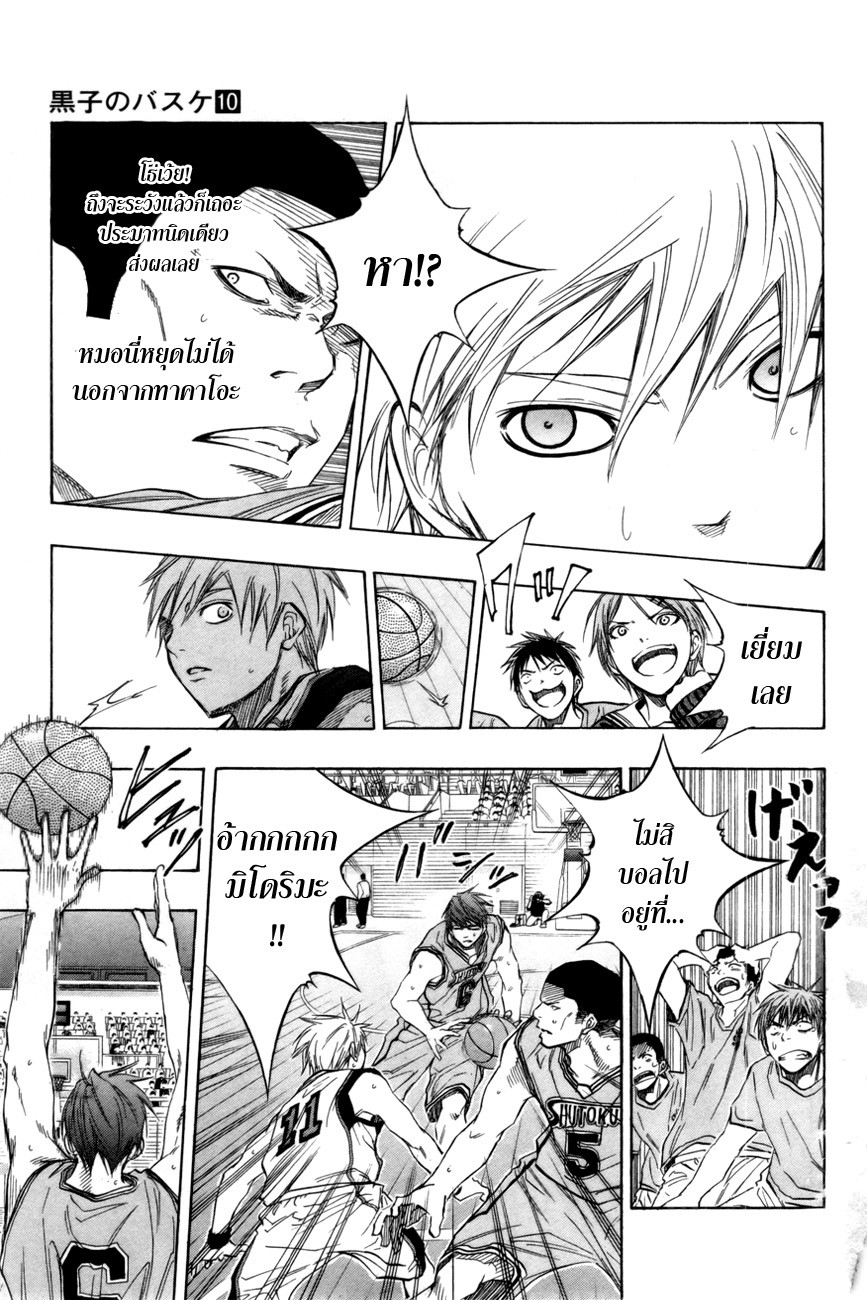 黒子のバスケ10
หา!?
โธ่เว้ย!
ถึงจะระวังแล้วก็เถอะ
ประมาทนิดเดียว
ส่งผลเลย
หมอนี่หยุดไม่ได้
นอกจากทาคาโอะ
เยี่ยม
เลย
げえっっ
ไม่สิ
บอลไป
อยู่ที่...
อ้ากกกกก
มิโดริมะ
!!
SHUTOKU
6
11
SHUTOKU
5
6